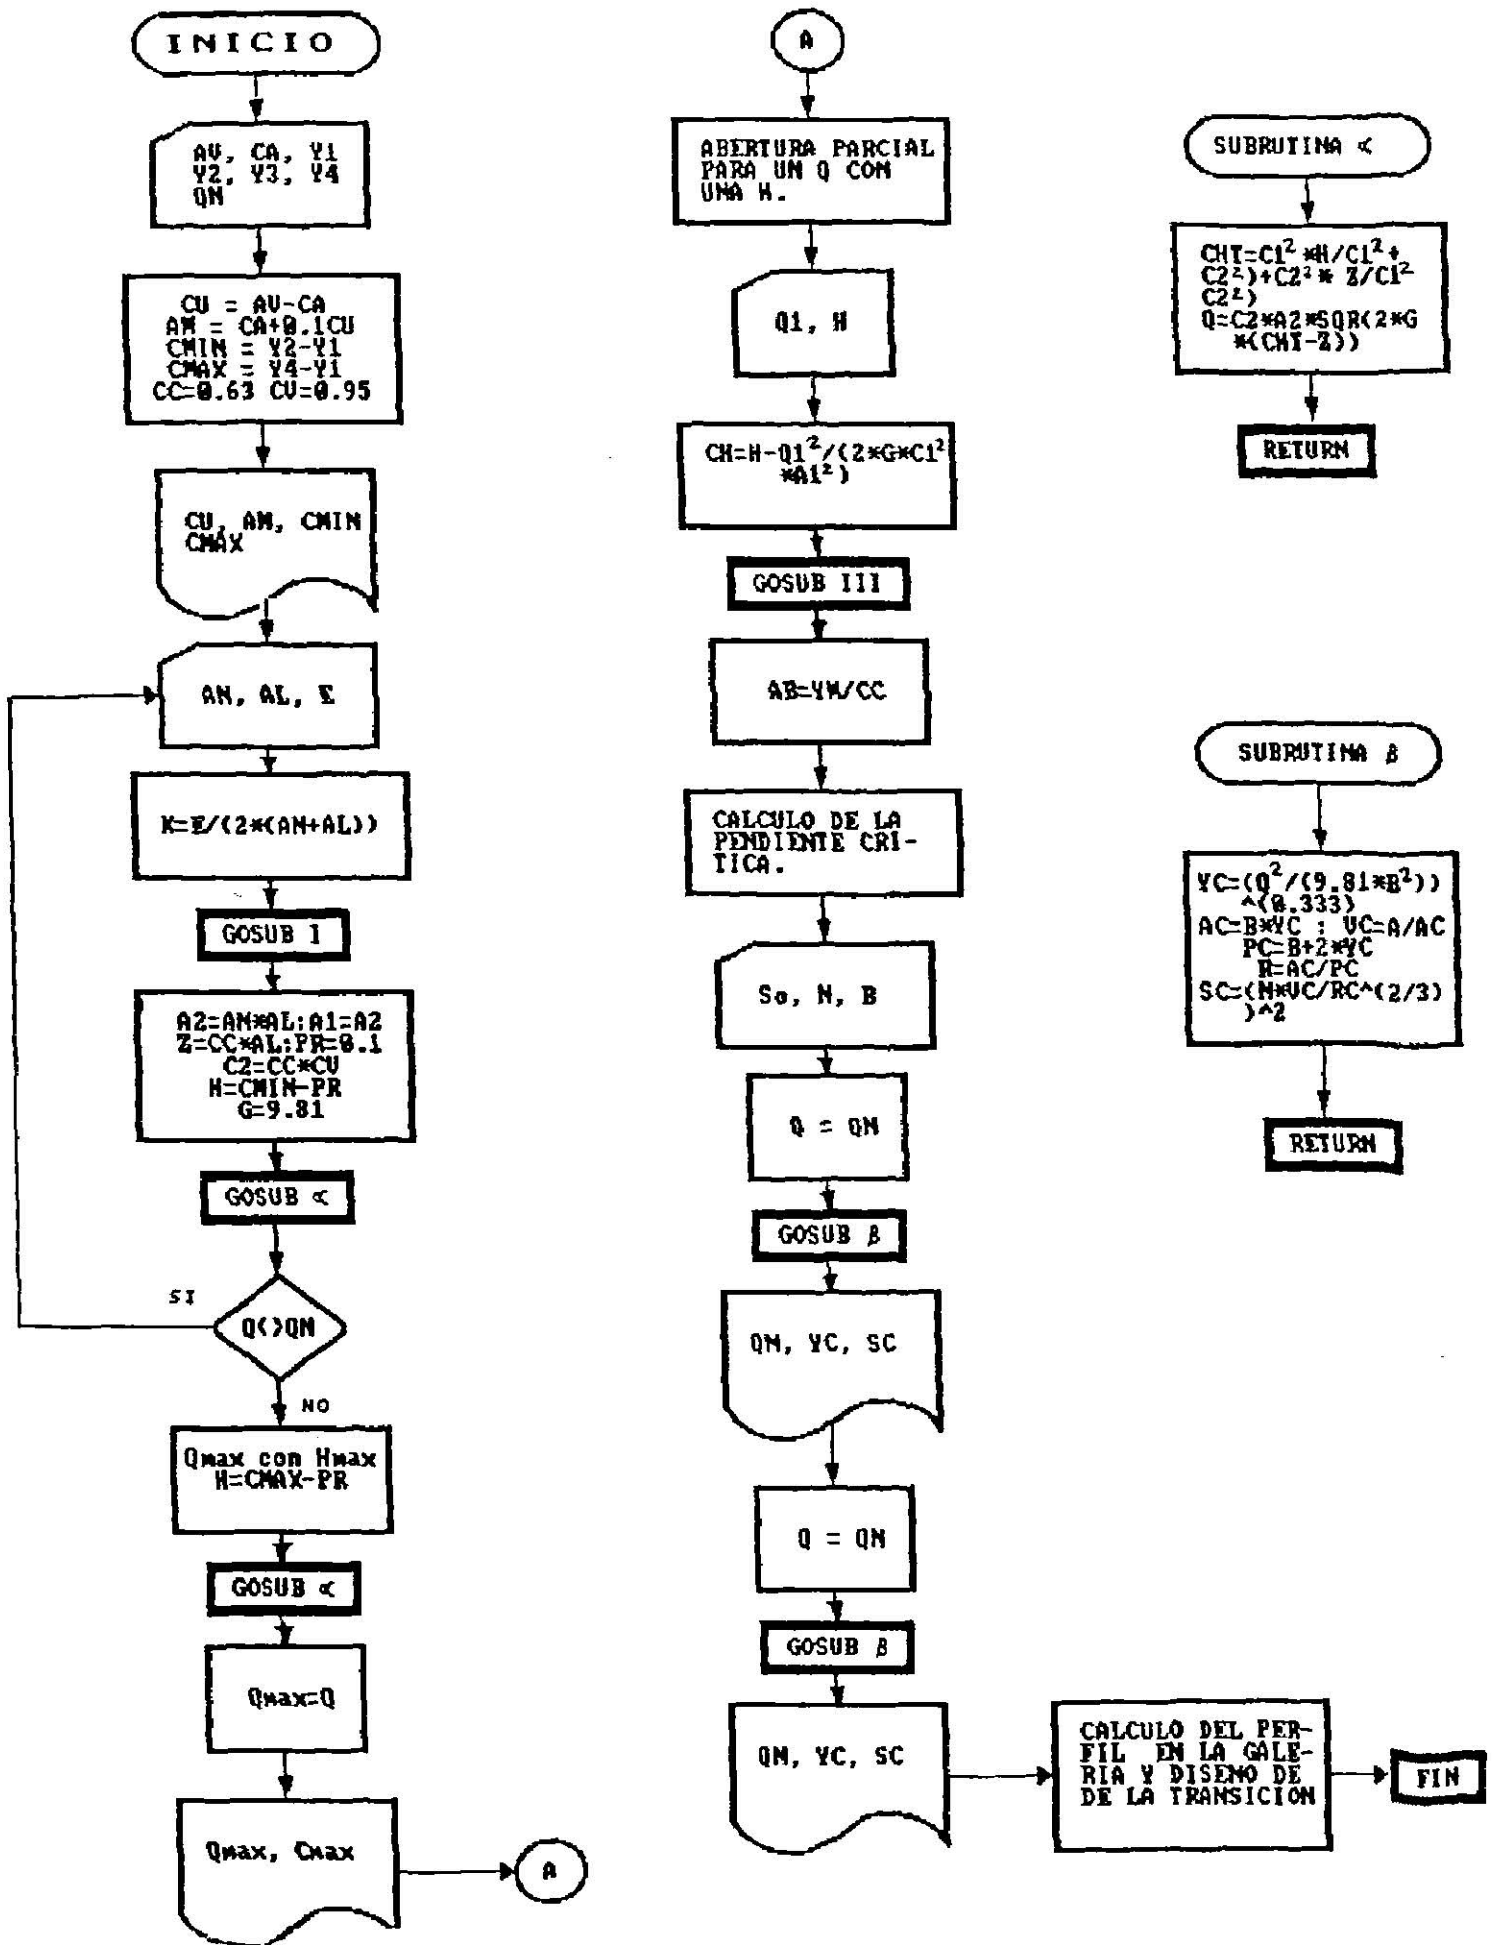 INICIO
AV, CA, Y1
Y2, Y3, Y4
QN
CU = AV-CA
AM = CA+0.1CU
CMIN = Y2-Y1
CMAX = Y4-Y1
CC=0.63 CV=0.95
CU, AM, CMIN
CMAX
AN, AL, E
K=E/(2*(AN+AL))
GOSUB I
A2=AN*AL:A1=A2
Z=CC*AL:PR=0.1
C2=CC*CV
H=CMIN-PR
G=9.81
GOSUB ∝
SI
Q<>QN
NO
Qmax con Hmax
H=CMAX-PR
GOSUB ∝
Qmax=Q
Qmax, Cmax
A
A
ABERTURA PARCIAL
PARA UN Q CON
UNA H.
Q1, H
CH=H-Q1²/(2*G*C1²
*A1²)
GOSUB III
AB=YM/CC
CALCULO DE LA
PENDIENTE CRI-
TICA.
So, N, B
Q = QN
GOSUB β
QM, YC, SC
Q = QN
GOSUB β
QM, YC, SC
CALCULO DEL PER-
FIL EN LA GALE-
RIA Y DISENO DE
DE LA TRANSICION
FIN
SUBRUTINA ∝
CHT=C1²*H/C1²+
C2²)+C2²* Z/C1²
C2²)
Q=C2*A2*SQR(2*G
*(CHT-Z))
RETURN
SUBRUTINA β
YC=(Q²/(9.81*B²))
^(0.333)
AC=B*YC : VC=A/AC
PC=B+2*YC
R=AC/PC
SC=(N*VC/RC^(2/3)
)^2
RETURN